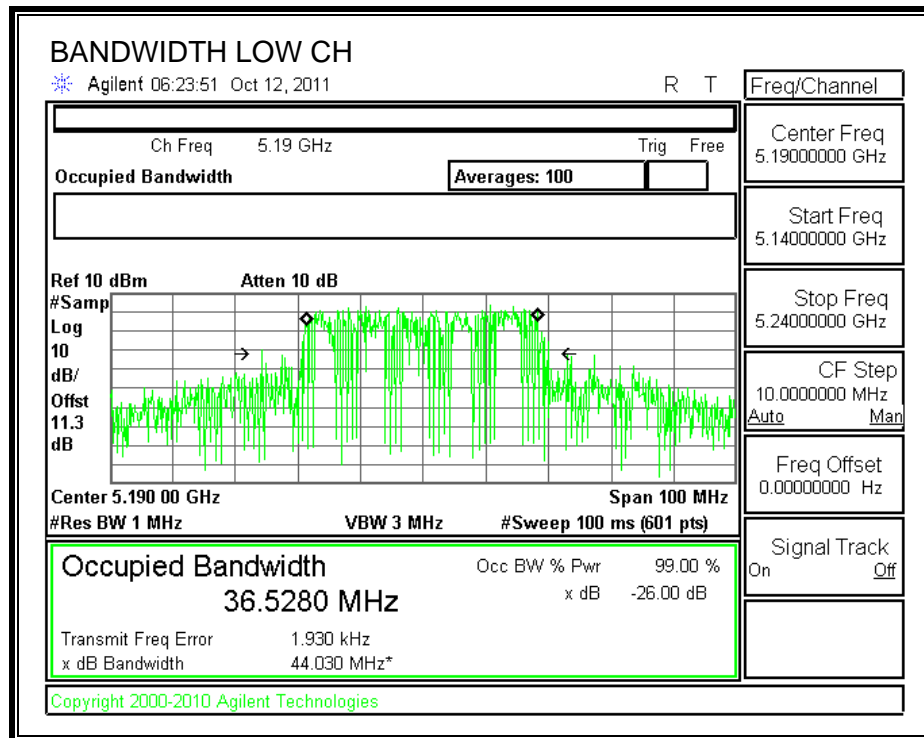 BANDWIDTH LOW CH
Agilent 06:23:51 Oct 12, 2011 R T
Freq/Channel
Ch Freq 5.19 GHz Trig Free
Occupied Bandwidth Averages: 100
Center Freq
5.19000000 GHz
Start Freq
5.14000000 GHz
Stop Freq
5.24000000 GHz
CF Step
10.0000000 MHz
Auto Man
Freq Offset
0.00000000 Hz
Signal Track
On Off
Ref 10 dBm Atten 10 dB
#Samp
Log
10
dB/
Offst
11.3
dB
Center 5.190 00 GHz Span 100 MHz
#Res BW 1 MHz VBW 3 MHz #Sweep 100 ms (601 pts)
Occupied Bandwidth Occ BW % Pwr 99.00 %
36.5280 MHz x dB -26.00 dB
Transmit Freq Error 1.930 kHz
x dB Bandwidth 44.030 MHz*
Copyright 2000-2010 Agilent Technologies